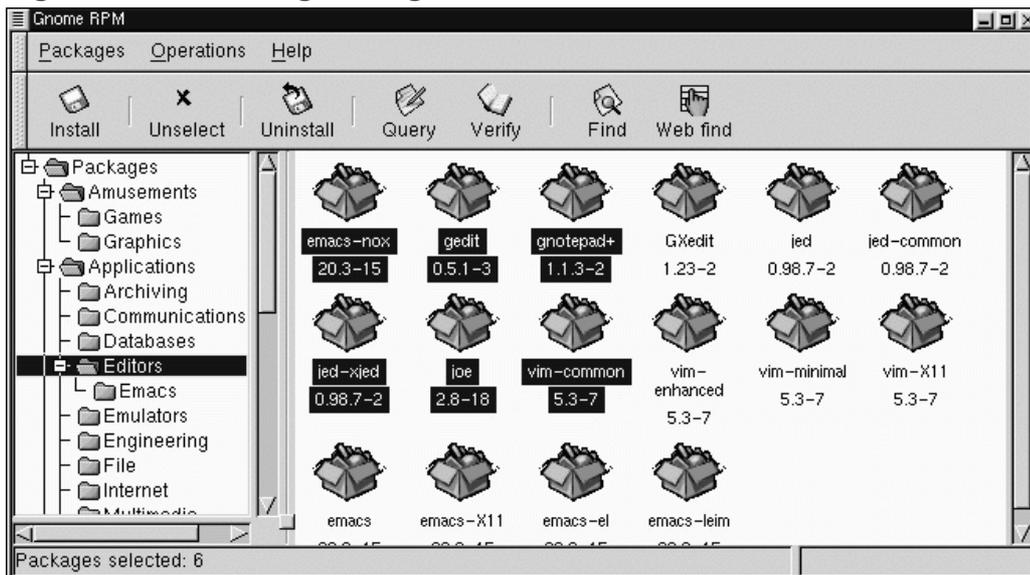 Gnome RPM
Packages Operations Help
Install Unselect Uninstall Query Verify Find Web find
Packages
Amusements
Games
Graphics
Applications
Archiving
Communications
Databases
Editors
Emacs
Emulators
Engineering
File
Internet
emacs-nox gedit gnotepad+ GXedit jed jed-common
20.3-15 0.5.1-3 1.1.3-2 1.23-2 0.98.7-2 0.98.7-2
jed-xjed joe vim-common vim-enhanced vim-minimal vim-X11
0.98.7-2 2.8-18 5.3-7 5.3-7 5.3-7 5.3-7
emacs emacs-X11 emacs-el emacs-leim
Packages selected: 6